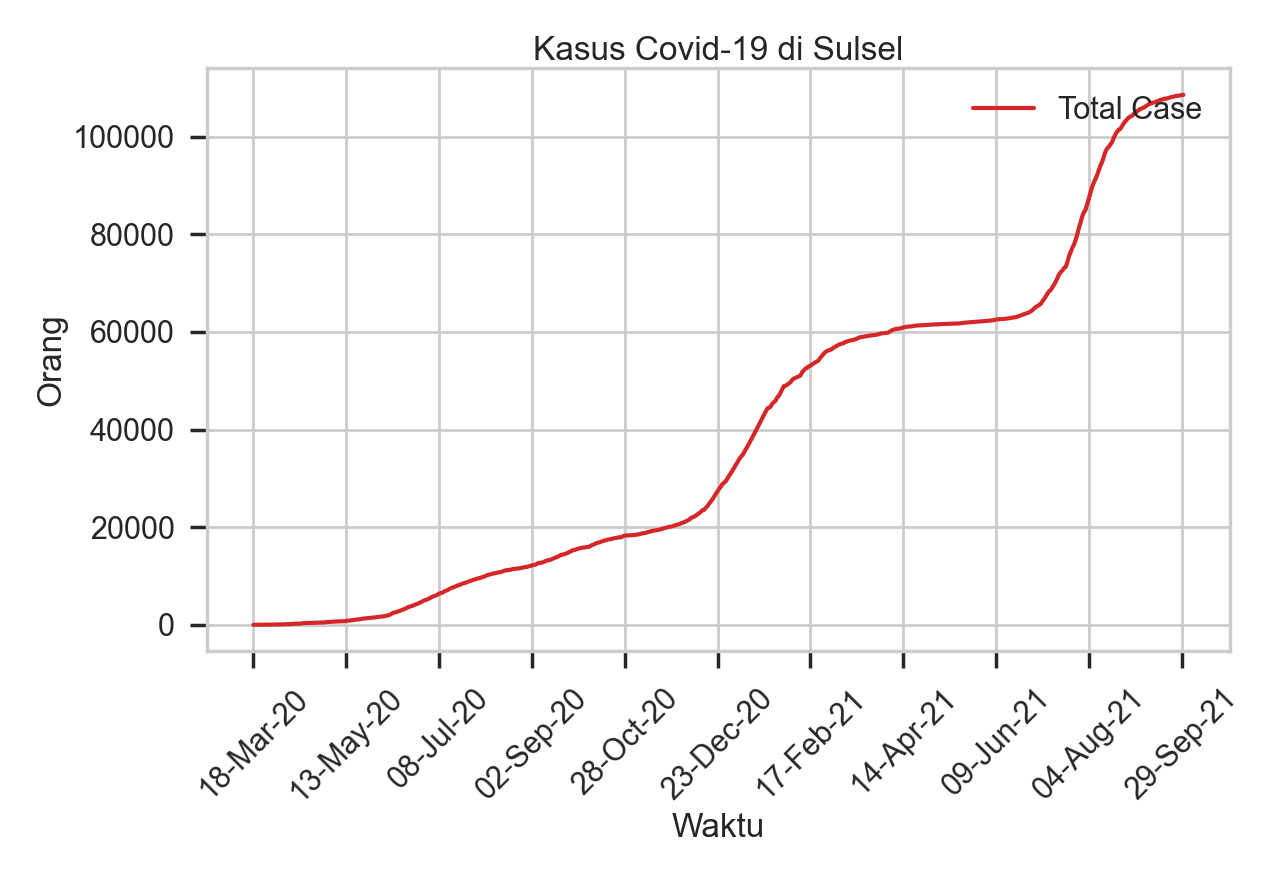 Kasus Covid-19 di Sulsel
Total Case
100000
80000
60000
40000
20000
0
Orang
18-Mar-20
13-May-20
08-Jul-20
02-Sep-20
28-Oct-20
23-Dec-20
17-Feb-21
14-Apr-21
09-Jun-21
04-Aug-21
29-Sep-21
Waktu